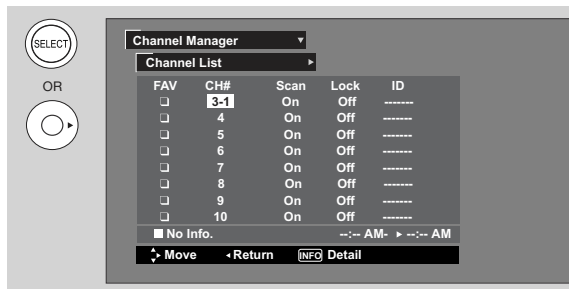 SELECT
OR
Channel Manager
Channel List
FAV CH# Scan Lock ID
3-1 On Off -------
4 On Off -------
5 On Off -------
6 On Off -------
7 On Off -------
8 On Off -------
9 On Off -------
10 On Off -------
No Info. --:-- AM- ▸ --:-- AM
Move Return INFO Detail